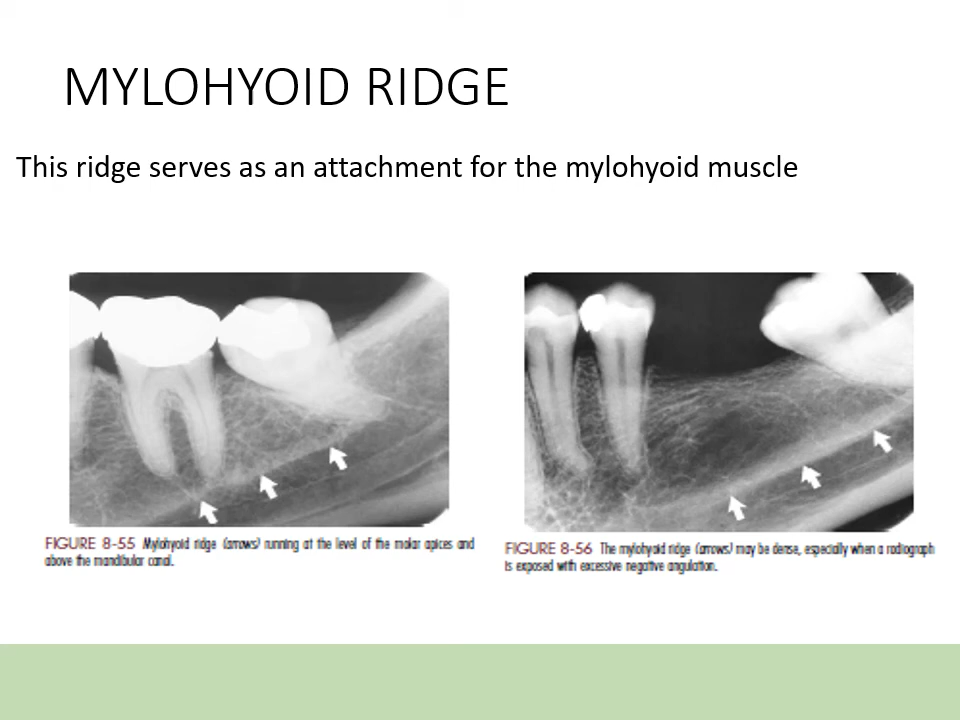 MYLOHYOID RIDGE
This ridge serves as an attachment for the mylohyoid muscle
FIGURE 8-55 Mylohyoid ridge (arrows) running at the level of the molar apices and
above the mandibular canal.
FIGURE 8-56 The mylohyoid ridge (arrows) may be dense, especially when a radiograph
is exposed with excessive negative angulation.